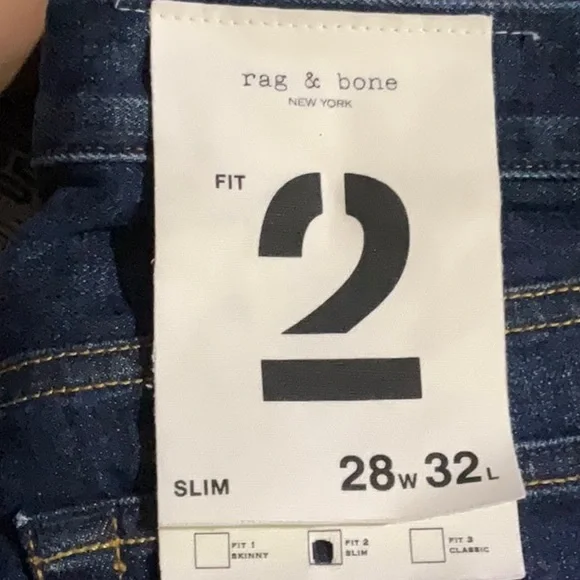 rag & bone
NEW YORK
FIT
2
SLIM
28W 32L
FIT 1
SKINNY
FIT 2
SLIM
FIT 3
CLASSIC